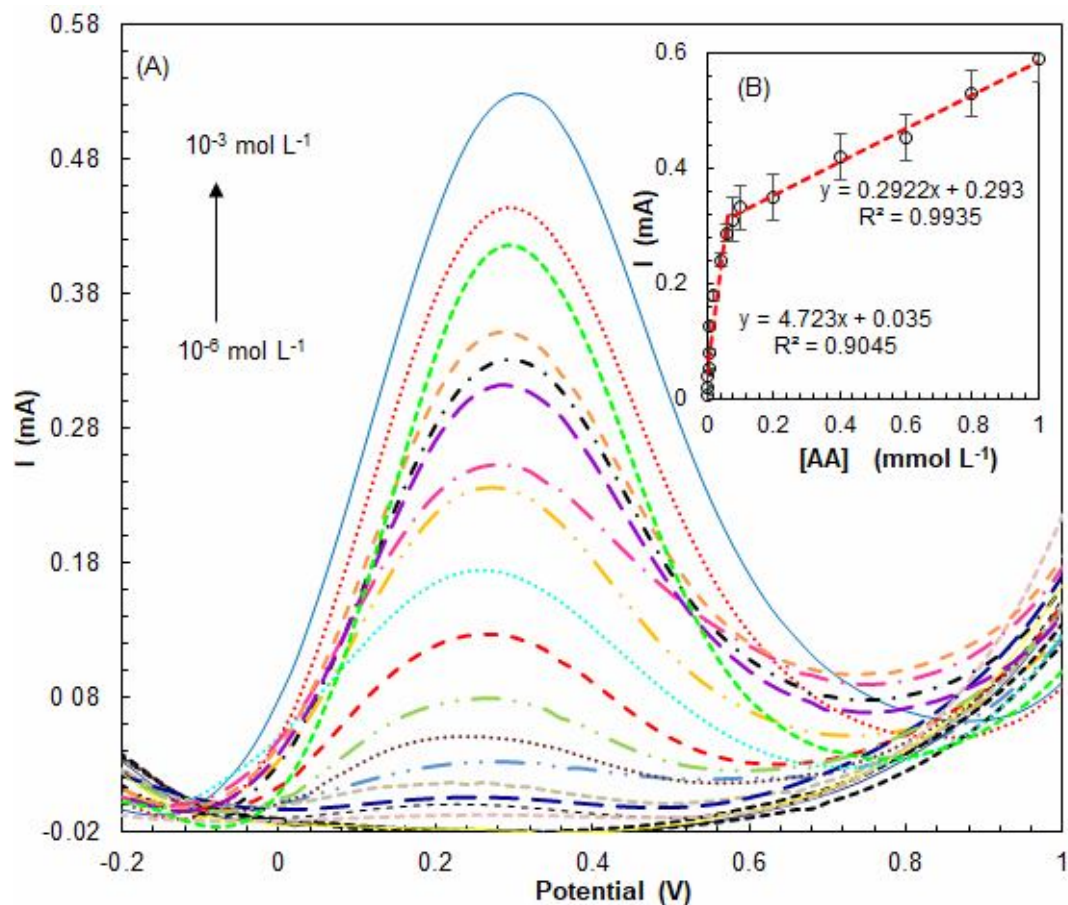 (A)
10⁻³ mol L⁻¹
10⁻⁶ mol L⁻¹
I (mA)
0.58
0.48
0.38
0.28
0.18
0.08
-0.02
-0.2
0
0.2
0.4
0.6
0.8
1
Potential (V)
(B)
I (mA)
0.6
0.4
0.2
0
y = 0.2922x + 0.293
R² = 0.9935
y = 4.723x + 0.035
R² = 0.9045
0
0.2
0.4
0.6
0.8
1
[AA] (mmol L⁻¹)